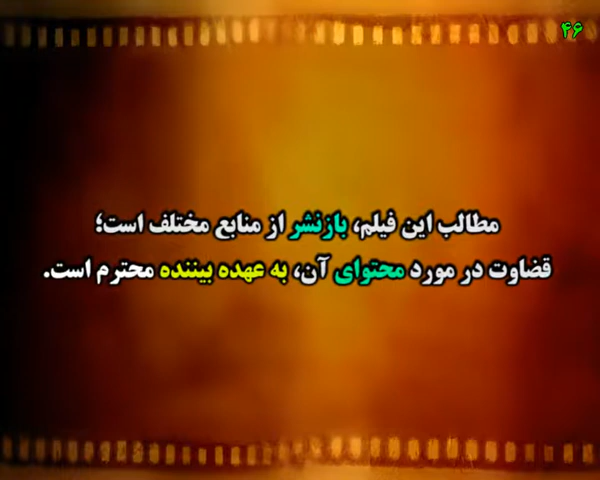 ۴۶
مطالب این فیلم، بازنشر از منابع مختلف است؛
قضاوت در مورد محتوای آن، به عهده بیننده محترم است.